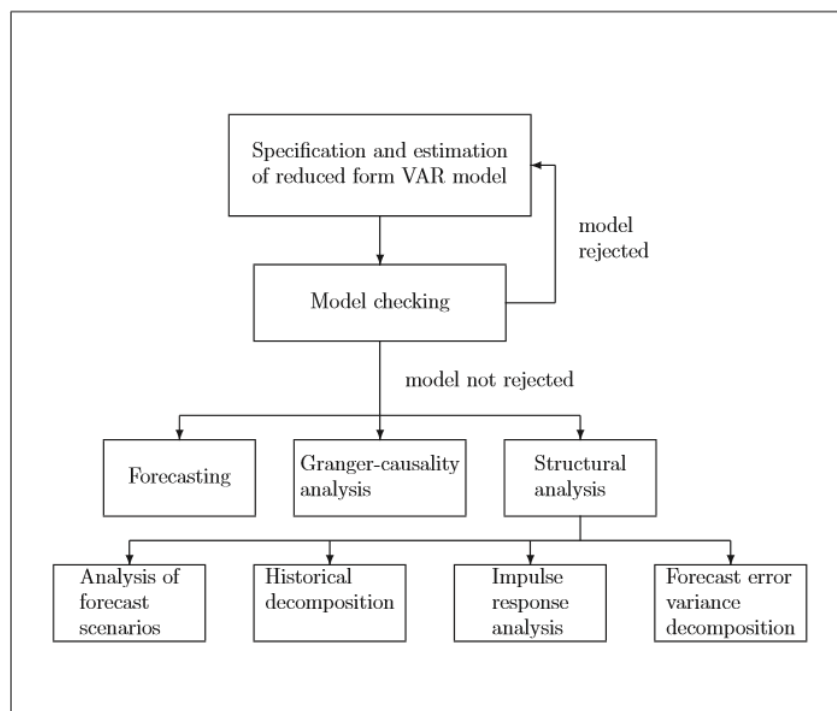 Specification and estimation
of reduced form VAR model
model
rejected
Model checking
model not rejected
Forecasting
Granger-causality
analysis
Structural
analysis
Analysis of
forecast
scenarios
Historical
decomposition
Impulse
response
analysis
Forecast error
variance
decomposition